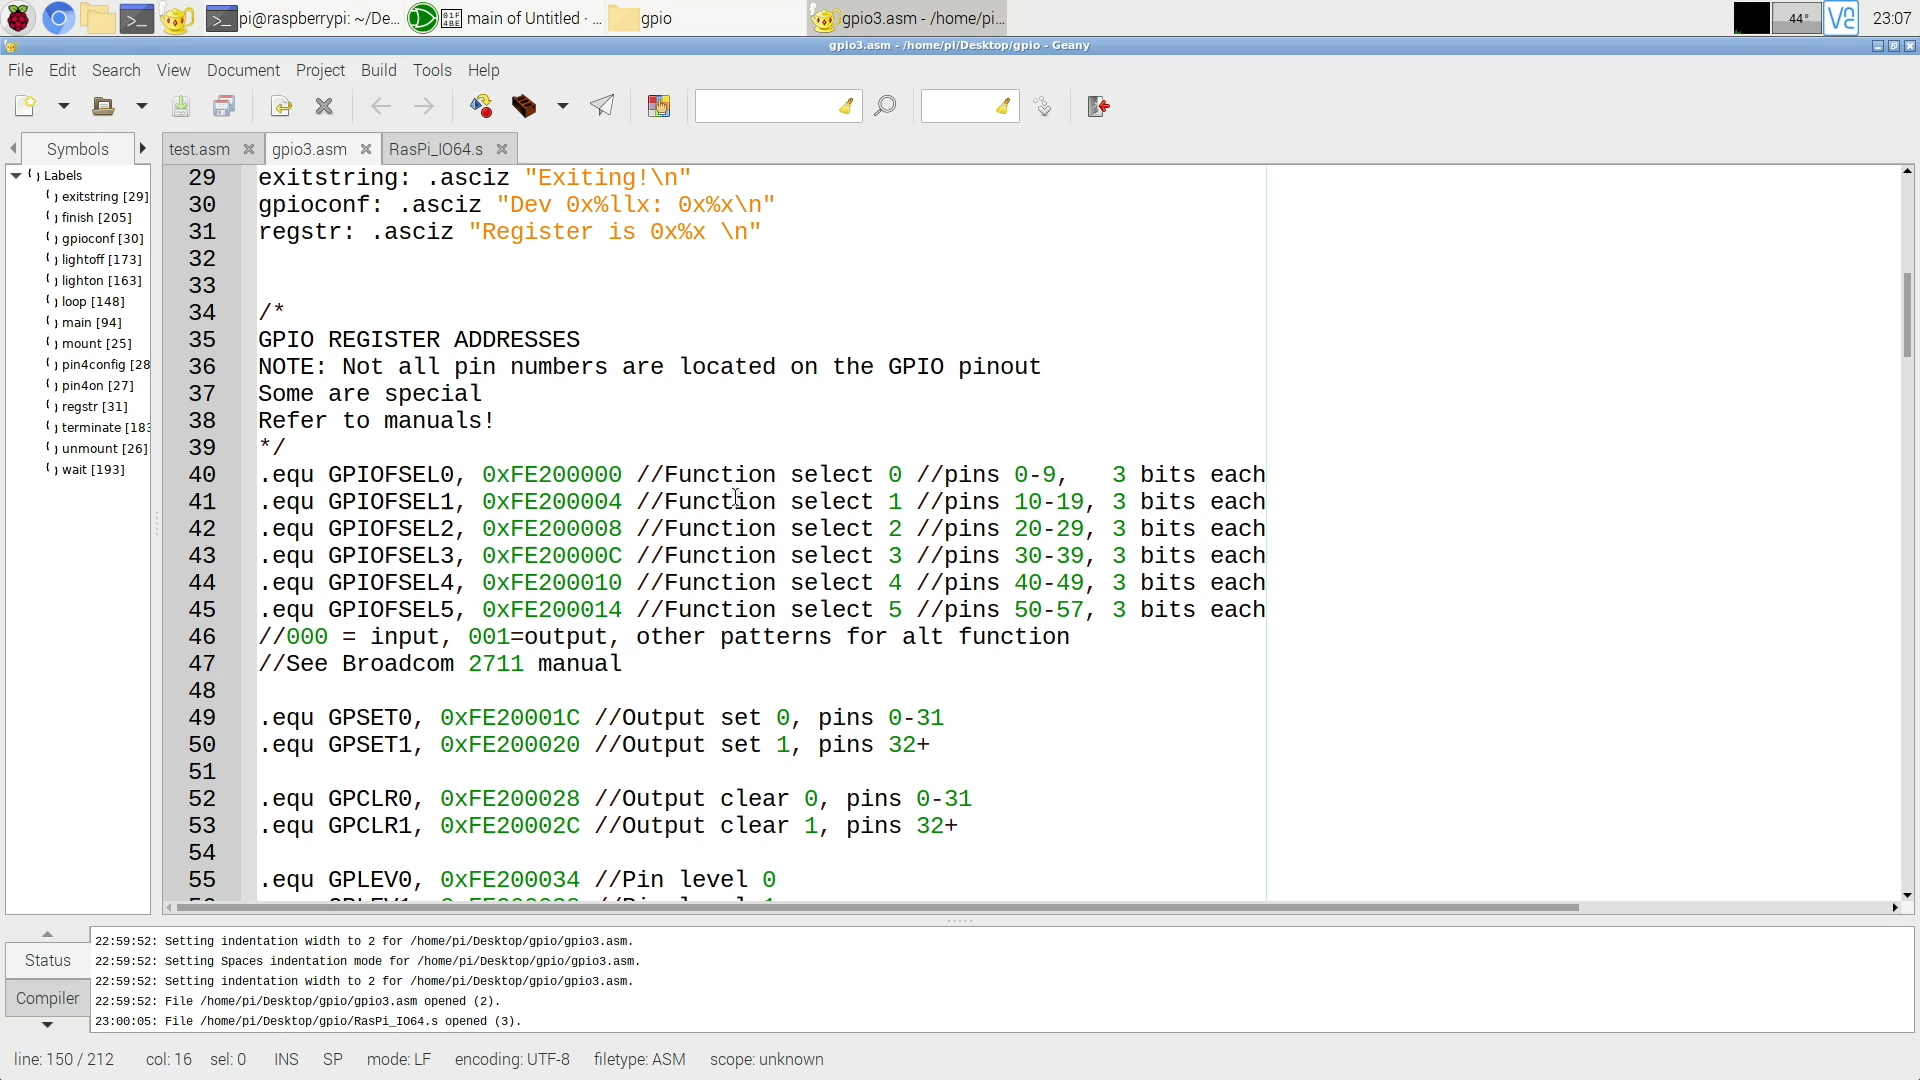 pi@raspberrypi: ~/De...
main of Untitled · ...
gpio
gpio3.asm - /home/pi...
44°
23:07
gpio3.asm - /home/pi/Desktop/gpio - Geany
File Edit Search View Document Project Build Tools Help
Symbols
test.asm
gpio3.asm
RasPi_IO64.s
Labels
exitstring [29]
finish [205]
gpioconf [30]
lightoff [173]
lighton [163]
loop [148]
main [94]
mount [25]
pin4config [28
pin4on [27]
regstr [31]
terminate [183
unmount [26]
wait [193]
29 exitstring: .asciz "Exiting!\n"
30 gpioconf: .asciz "Dev 0x%llx: 0x%x\n"
31 regstr: .asciz "Register is 0x%x \n"
32
33
34 /*
35 GPIO REGISTER ADDRESSES
36 NOTE: Not all pin numbers are located on the GPIO pinout
37 Some are special
38 Refer to manuals!
39 */
40 .equ GPIOFSEL0, 0xFE200000 //Function select 0 //pins 0-9,   3 bits each
41 .equ GPIOFSEL1, 0xFE200004 //Function select 1 //pins 10-19, 3 bits each
42 .equ GPIOFSEL2, 0xFE200008 //Function select 2 //pins 20-29, 3 bits each
43 .equ GPIOFSEL3, 0xFE20000C //Function select 3 //pins 30-39, 3 bits each
44 .equ GPIOFSEL4, 0xFE200010 //Function select 4 //pins 40-49, 3 bits each
45 .equ GPIOFSEL5, 0xFE200014 //Function select 5 //pins 50-57, 3 bits each
46 //000 = input, 001=output, other patterns for alt function
47 //See Broadcom 2711 manual
48
49 .equ GPSET0, 0xFE20001C //Output set 0, pins 0-31
50 .equ GPSET1, 0xFE200020 //Output set 1, pins 32+
51
52 .equ GPCLR0, 0xFE200028 //Output clear 0, pins 0-31
53 .equ GPCLR1, 0xFE20002C //Output clear 1, pins 32+
54
55 .equ GPLEV0, 0xFE200034 //Pin level 0
Status
Compiler
22:59:52: Setting indentation width to 2 for /home/pi/Desktop/gpio/gpio3.asm.
22:59:52: Setting Spaces indentation mode for /home/pi/Desktop/gpio/gpio3.asm.
22:59:52: Setting indentation width to 2 for /home/pi/Desktop/gpio/gpio3.asm.
22:59:52: File /home/pi/Desktop/gpio/gpio3.asm opened (2).
23:00:05: File /home/pi/Desktop/gpio/RasPi_IO64.s opened (3).
line: 150 / 212 col: 16 sel: 0 INS SP mode: LF encoding: UTF-8 filetype: ASM scope: unknown